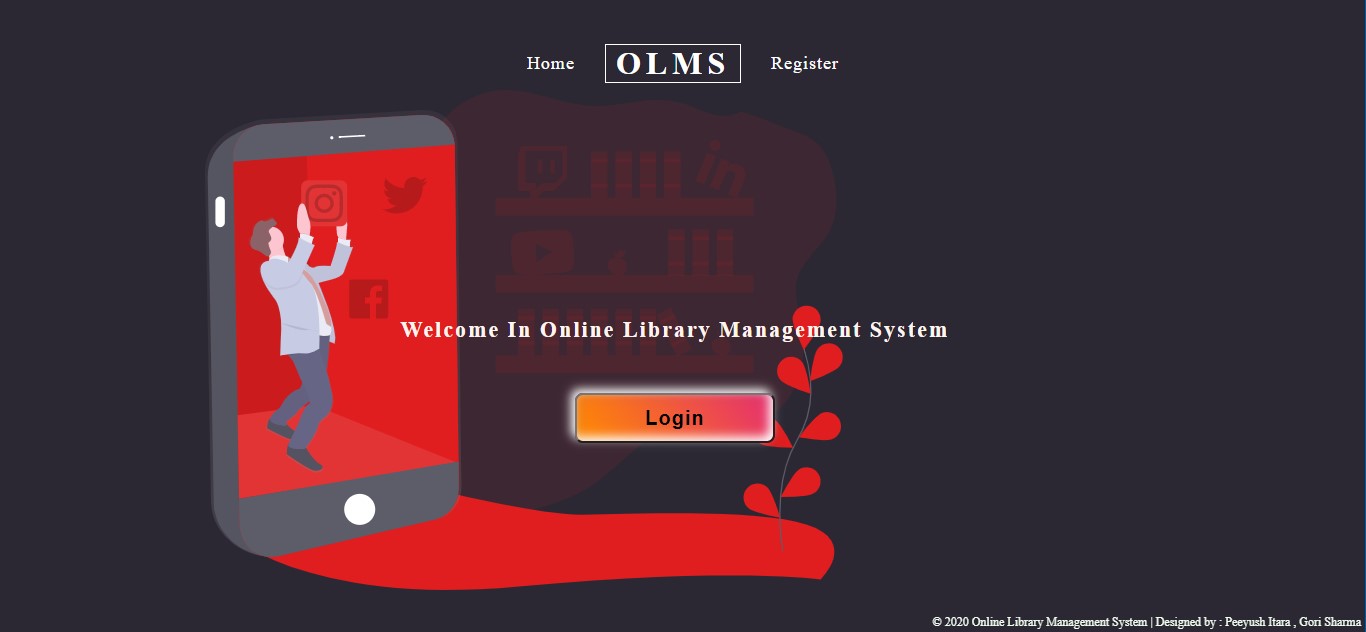 Home OLMS Register
Welcome In Online Library Management System
Login
© 2020 Online Library Management System | Designed by : Peeyush Itara , Gori Sharma